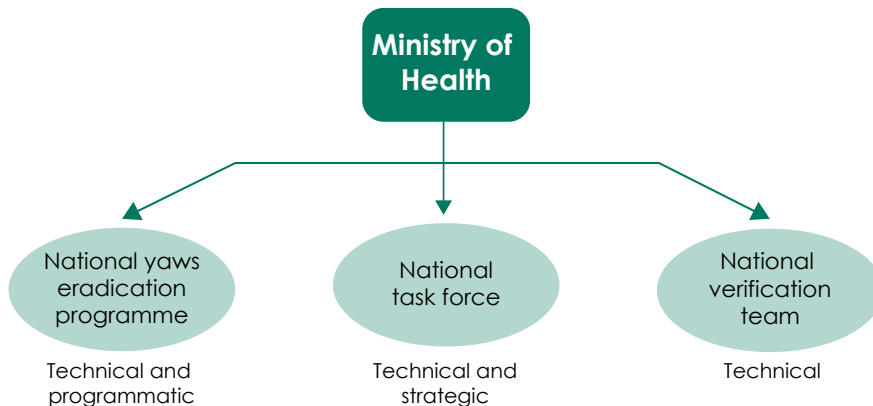 Ministry of
Health
National yaws
eradication
programme
National
task force
National
verification
team
Technical and
programmatic
Technical and
strategic
Technical